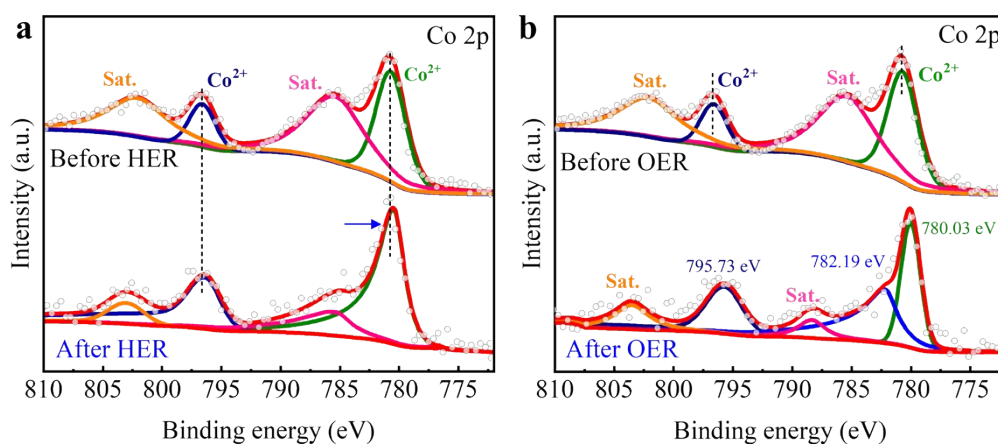 a
Co 2p
Sat.
Co²⁺
Sat.
Co²⁺
Before HER
After HER
Intensity (a.u.)
810 805 800 795 790 785 780 775
Binding energy (eV)
b
Co 2p
Sat.
Co²⁺
Sat.
Co²⁺
Before OER
780.03 eV
795.73 eV
782.19 eV
Sat.
Sat.
After OER
Intensity (a.u.)
810 805 800 795 790 785 780 775
Binding energy (eV)